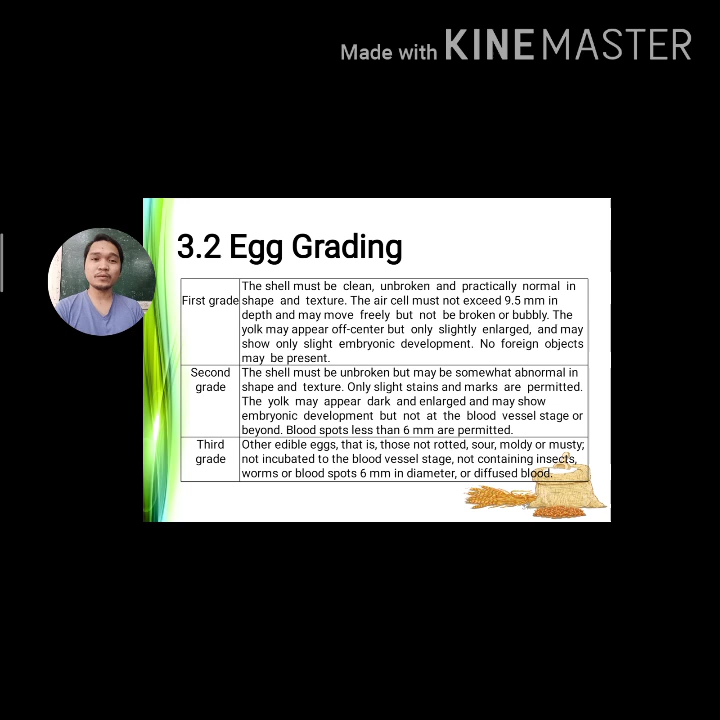 Made with KINEMASTER
3.2 Egg Grading
The shell must be clean, unbroken and practically normal in
First grade shape and texture. The air cell must not exceed 9.5 mm in
depth and may move freely but not be broken or bubbly. The
yolk may appear off-center but only slightly enlarged, and may
show only slight embryonic development. No foreign objects
may be present.
Second The shell must be unbroken but may be somewhat abnormal in
grade shape and texture. Only slight stains and marks are permitted.
The yolk may appear dark and enlarged and may show
embryonic development but not at the blood vessel stage or
beyond. Blood spots less than 6 mm are permitted.
Third Other edible eggs, that is, those not rotted, sour, moldy or musty;
grade not incubated to the blood vessel stage, not containing insects,
worms or blood spots 6 mm in diameter, or diffused blood.